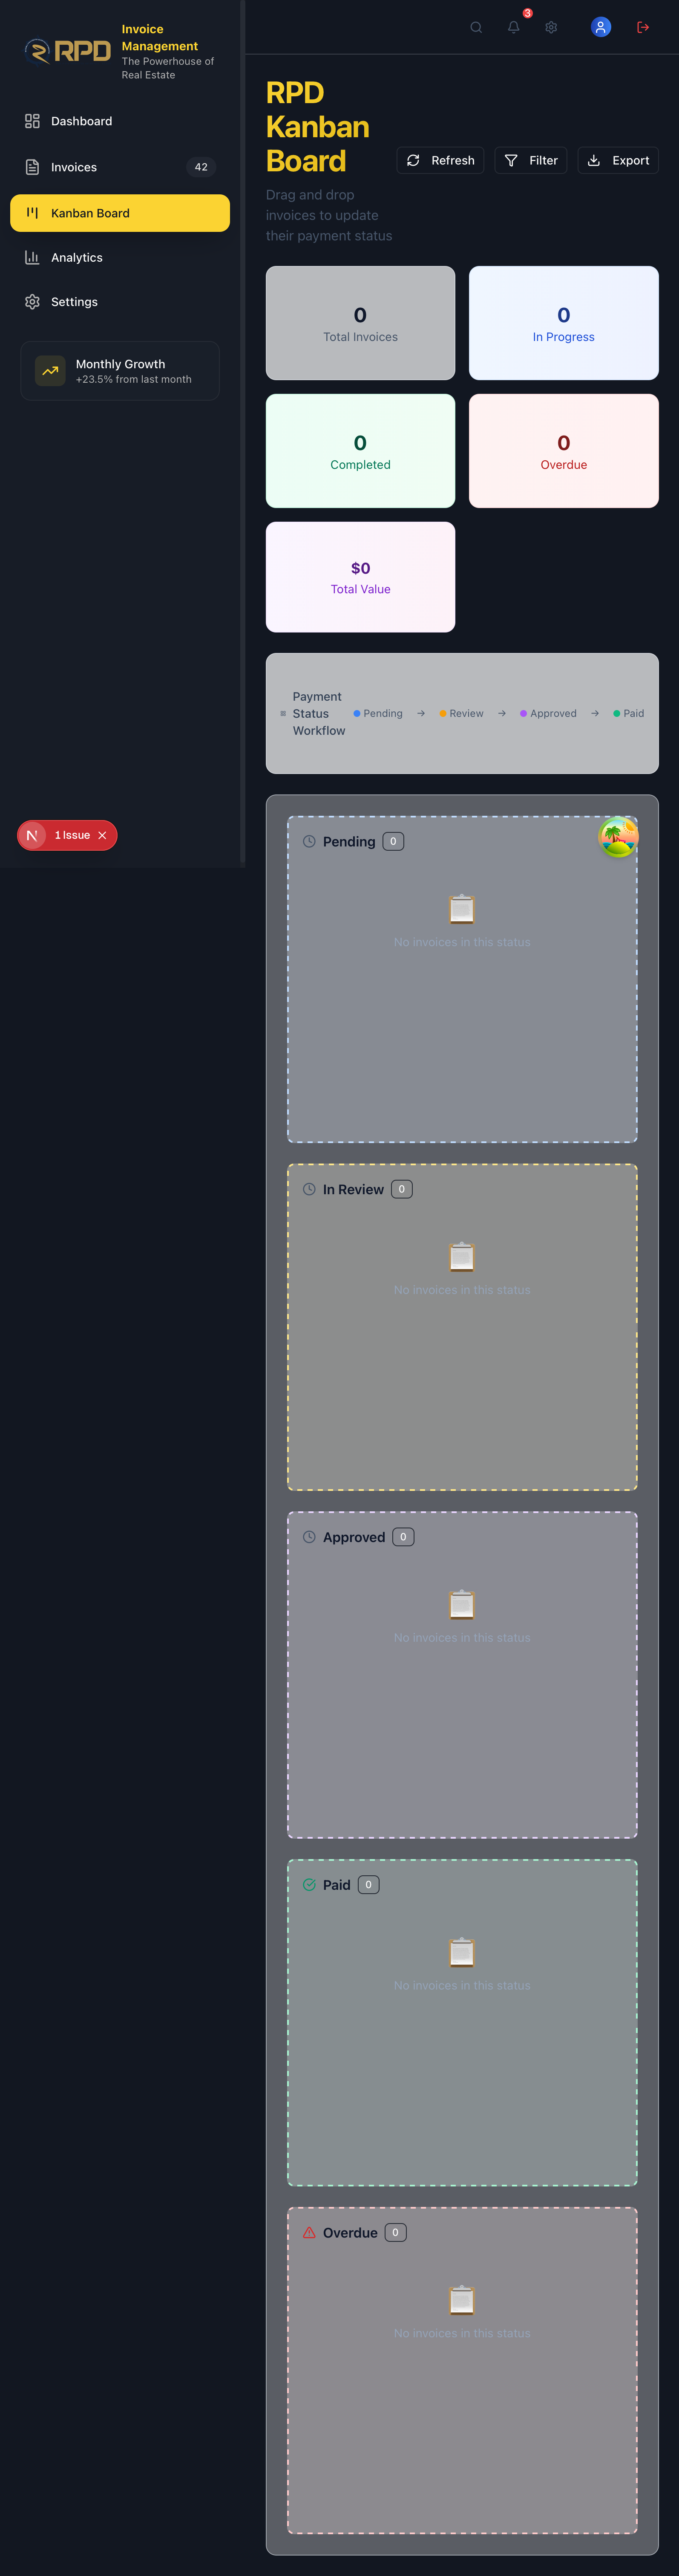 RPD
Invoice
Management
The Powerhouse of
Real Estate
Dashboard
Invoices
42
Kanban Board
Analytics
Settings
Monthly Growth
+23.5% from last month
N
1 Issue
3
RPD
Kanban
Board
Drag and drop
invoices to update
their payment status
Refresh
Filter
Export
0
Total Invoices
0
In Progress
0
Completed
0
Overdue
$0
Total Value
Payment
Status
Workflow
Pending → Review → Approved → Paid
Pending 0
No invoices in this status
In Review 0
No invoices in this status
Approved 0
No invoices in this status
Paid 0
No invoices in this status
Overdue 0
No invoices in this status